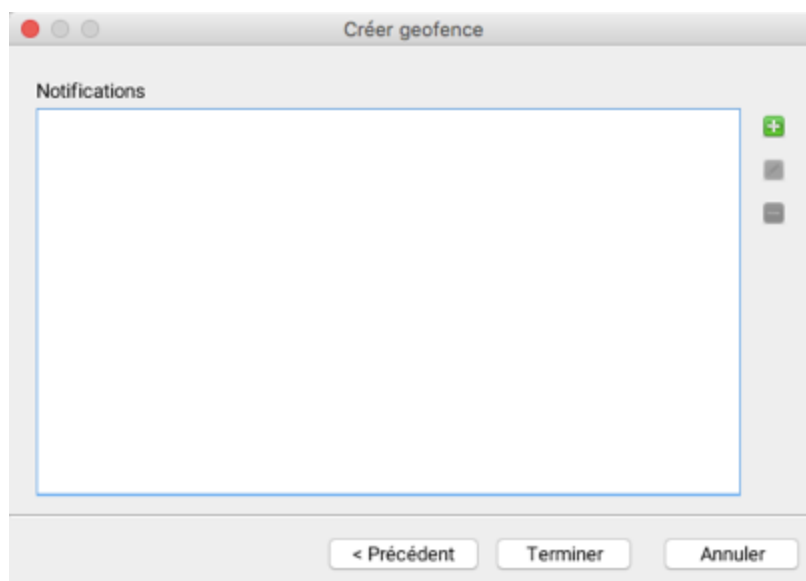 Créer geofence
Notifications
< Précédent
Terminer
Annuler